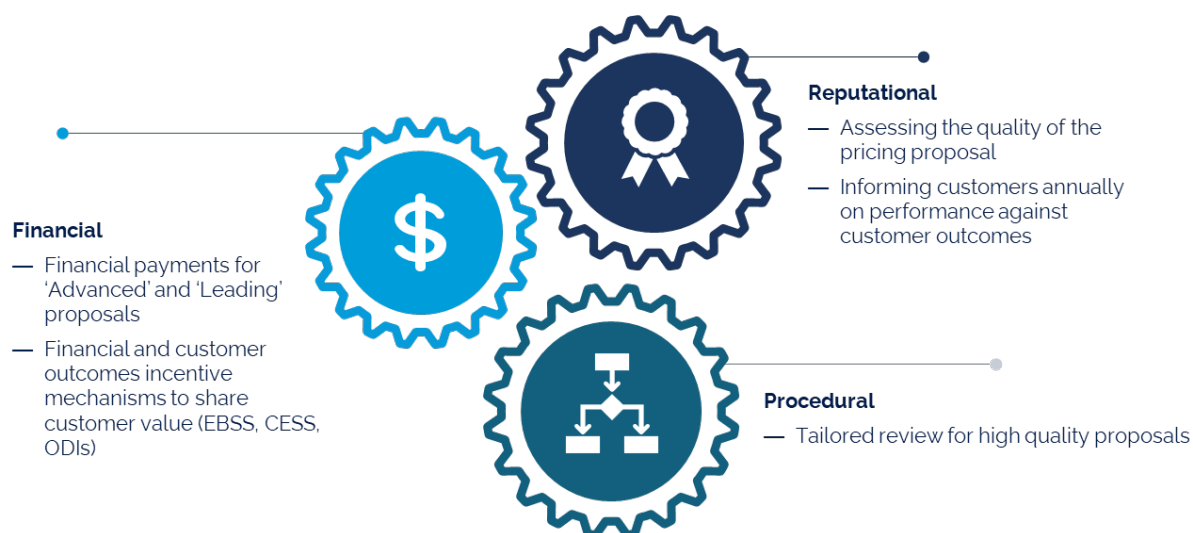 Reputational
— Assessing the quality of the
pricing proposal
— Informing customers annually
on performance against
customer outcomes
Financial
— Financial payments for
‘Advanced’ and ‘Leading’
proposals
— Financial and customer
outcomes incentive
mechanisms to share
customer value (EBSS, CESS,
ODIs)
$
Procedural
— Tailored review for high quality proposals